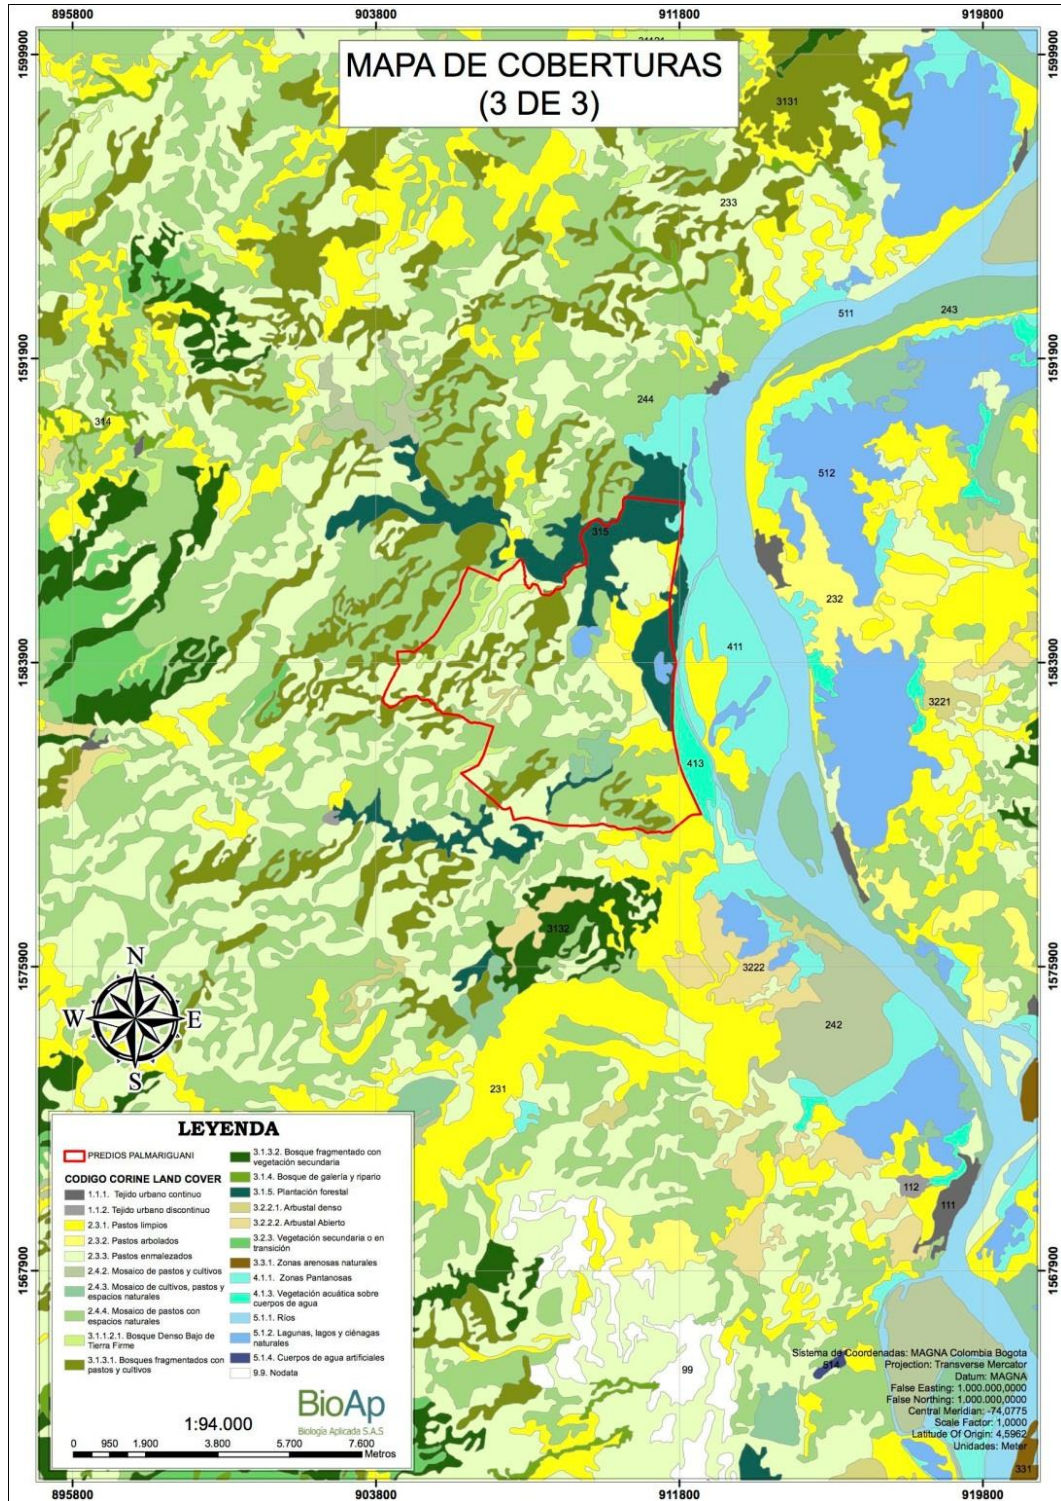 895800 903800 911800 919800
MAPA DE COBERTURAS
(3 DE 3)
1599900 1599900
3131
233
511
243
1591900 1591900
244
314
512
315
232
411
1583900 1583900
3221
413
3132
3222
1575900 1575900
242
N
W E
S
231
112
111
1567900 1567900
99
514
331
LEYENDA
PREDIOS PALMARIGUANI
CODIGO CORINE LAND COVER
1.1.1. Tejido urbano continuo
1.1.2. Tejido urbano discontinuo
2.3.1. Pastos limpios
2.3.2. Pastos arbolados
2.3.3. Pastos enmalezados
2.4.2. Mosaico de pastos y cultivos
2.4.3. Mosaico de cultivos, pastos y
espacios naturales
2.4.4. Mosaico de pastos con
espacios naturales
3.1.1.2.1. Bosque Denso Bajo de
Tierra Firme
3.1.3.1. Bosques fragmentados con
pastos y cultivos
3.1.3.2. Bosque fragmentado con
vegetación secundaria
3.1.4. Bosque de galería y ripario
3.1.5. Plantación forestal
3.2.2.1. Arbustal denso
3.2.2.2. Arbustal Abierto
3.2.3. Vegetación secundaria o en
transición
3.3.1. Zonas arenosas naturales
4.1.1. Zonas Pantanosas
4.1.3. Vegetación acuática sobre
cuerpos de agua
5.1.1. Ríos
5.1.2. Lagunas, lagos y ciénagas
naturales
5.1.4. Cuerpos de agua artificiales
9.9. Nodata
BioAp
Biología Aplicada S.A.S
1:94.000
0 950 1.900 3.800 5.700 7.600
Metros
Sistema de Coordenadas: MAGNA Colombia Bogota
Projection: Transverse Mercator
Datum: MAGNA
False Easting: 1.000.000,0000
False Northing: 1.000.000,0000
Central Meridian: -74,0775
Scale Factor: 1,0000
Latitude Of Origin: 4,5962
Unidades: Meter
895800 903800 911800 919800